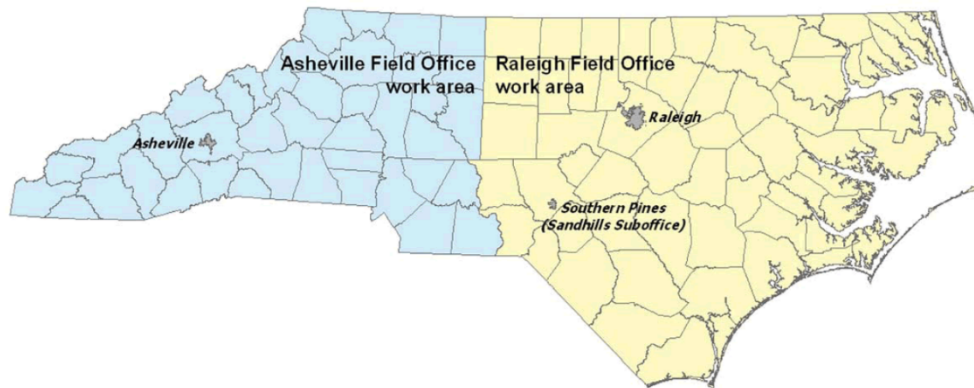 Asheville Field Office
work area
Raleigh Field Office
work area
Asheville
Raleigh
Southern Pines
(Sandhills Suboffice)